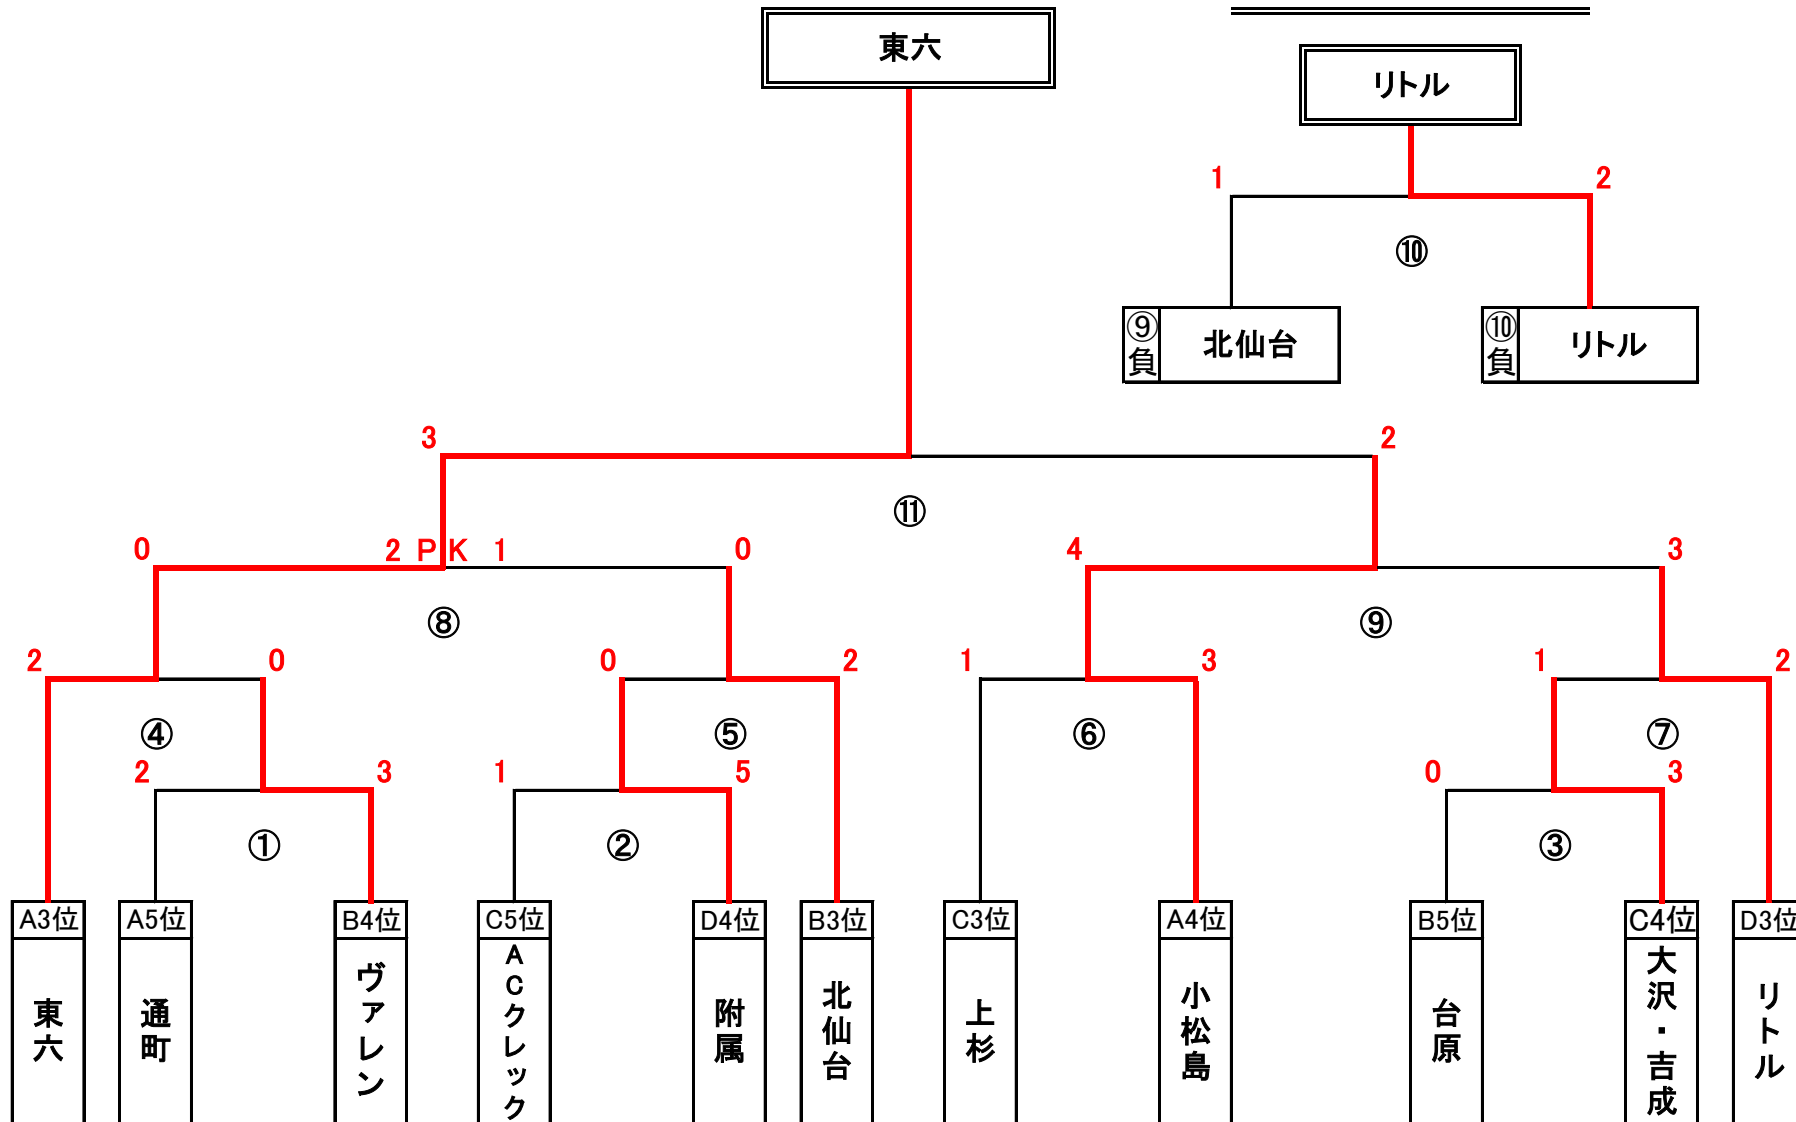 東六
リトル
1 2
⑩
⑨負 北仙台
⑩負 リトル
3 2
⑪
0 2 PK 1 0 4 3
⑧ ⑨
2 0 0 2 1 3 1 2
④ ⑤ ⑥ ⑦
2 3 1 5 0 3
① ② ③
A3位 A5位 B4位 C5位 D4位 B3位 C3位 A4位 B5位 C4位 D3位
東六
通町
ヴァレン
ACクレック
附属
北仙台
上杉
小松島
台原
大沢・吉成
リトル